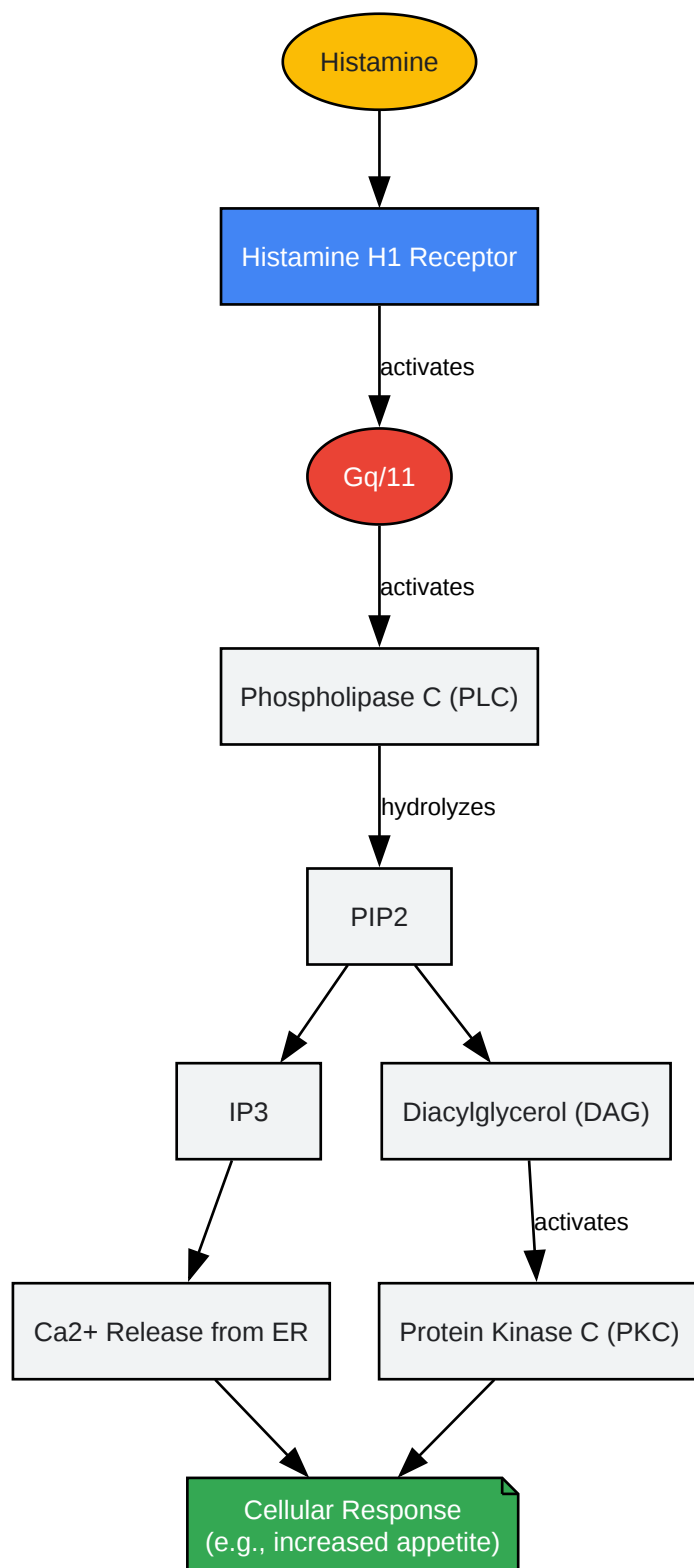 Histamine
Histamine H1 Receptor
activates
Gq/11
activates
Phospholipase C (PLC)
hydrolyzes
PIP2
IP3
Diacylglycerol (DAG)
activates
Ca2+ Release from ER
Protein Kinase C (PKC)
Cellular Response
(e.g., increased appetite)